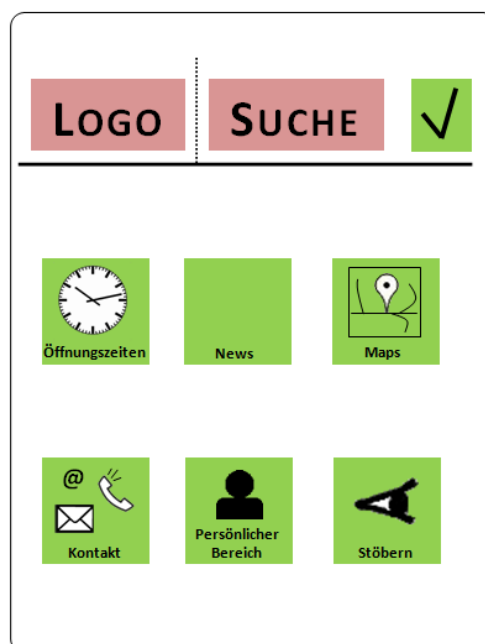 LOGO
SUCHE
Öffnungszeiten
News
Maps
@
Kontakt
Persönlicher
Bereich
Stöbern